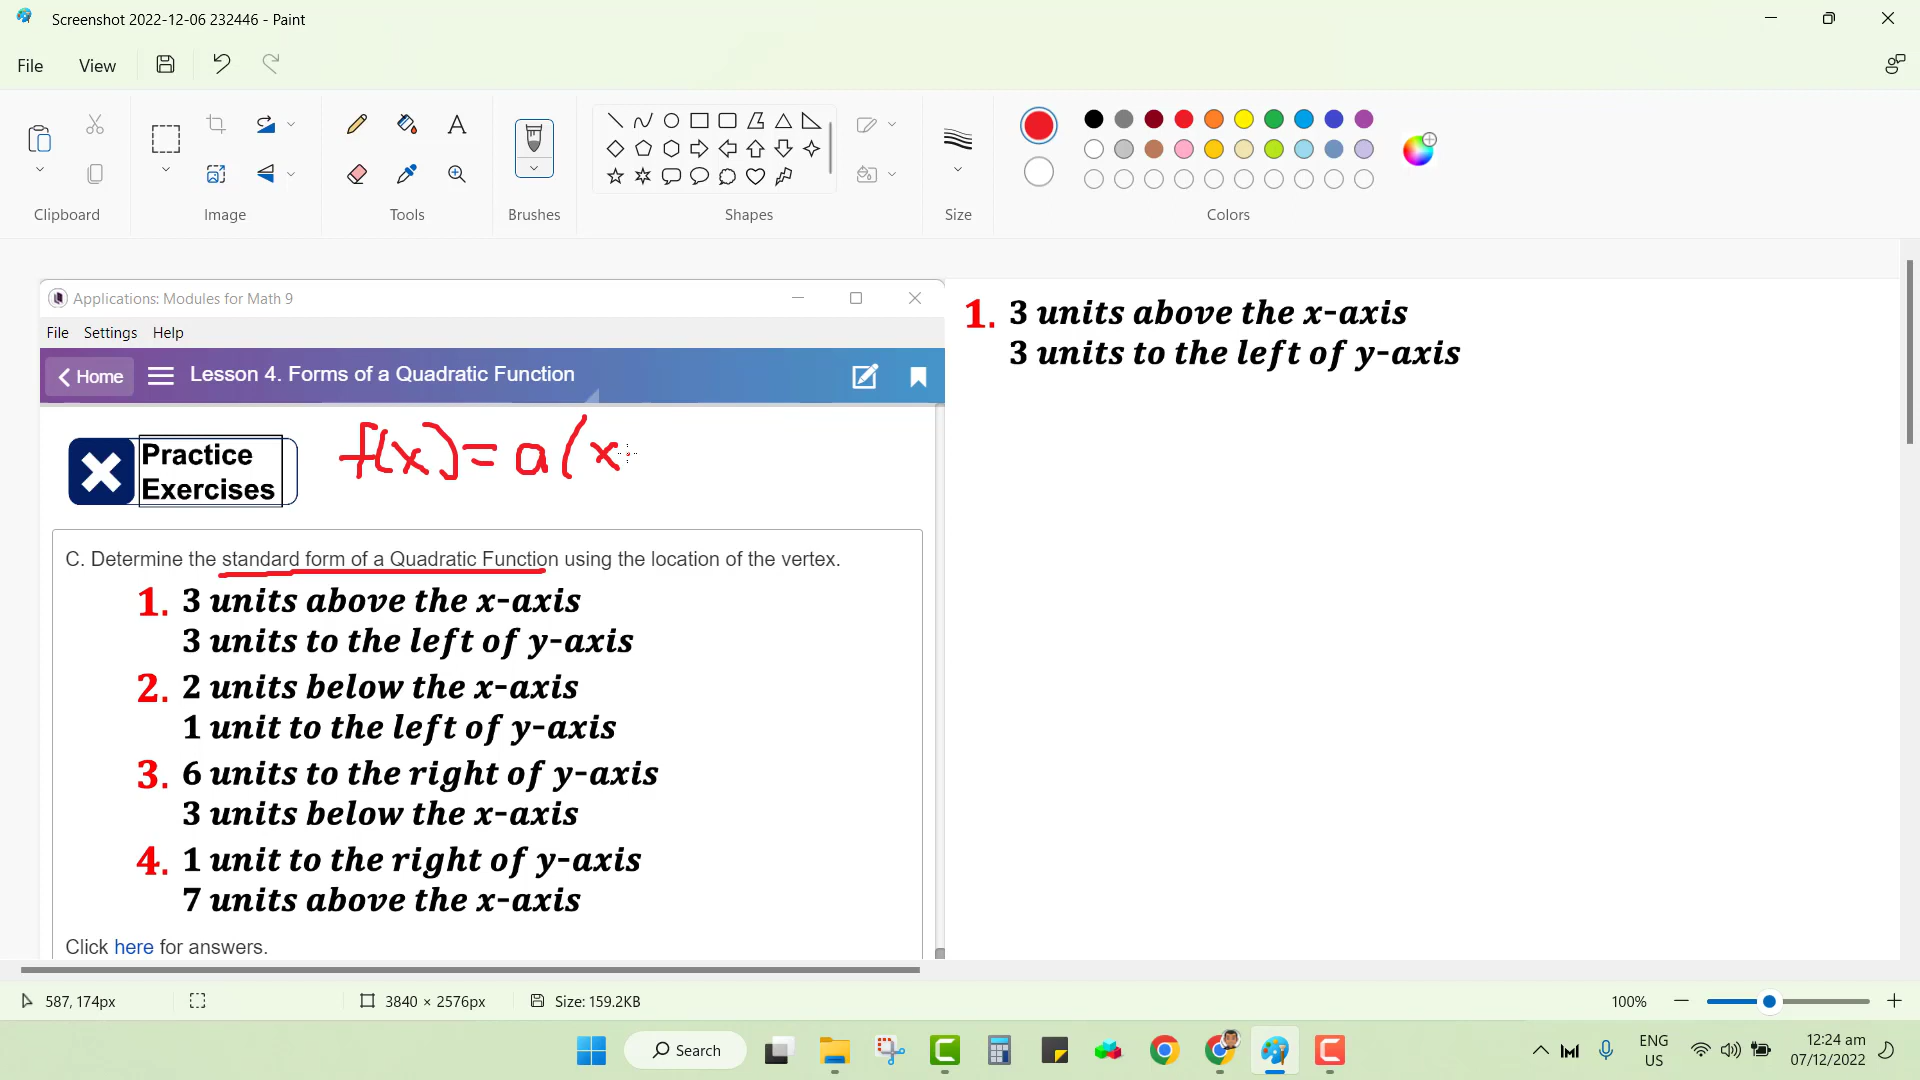 Screenshot 2022-12-06 232446 - Paint
File View
Clipboard Image Tools Brushes Shapes Size Colors
Applications: Modules for Math 9
File Settings Help
Home Lesson 4. Forms of a Quadratic Function
Practice
Exercises
f(x)= a(x
C. Determine the standard form of a Quadratic Function using the location of the vertex.
1. 3 units above the x-axis
3 units to the left of y-axis
2. 2 units below the x-axis
1 unit to the left of y-axis
3. 6 units to the right of y-axis
3 units below the x-axis
4. 1 unit to the right of y-axis
7 units above the x-axis
Click here for answers.
1. 3 units above the x-axis
3 units to the left of y-axis
587, 174px 3840 × 2576px Size: 159.2KB 100%
Search
ENG
US
12:24 am
07/12/2022